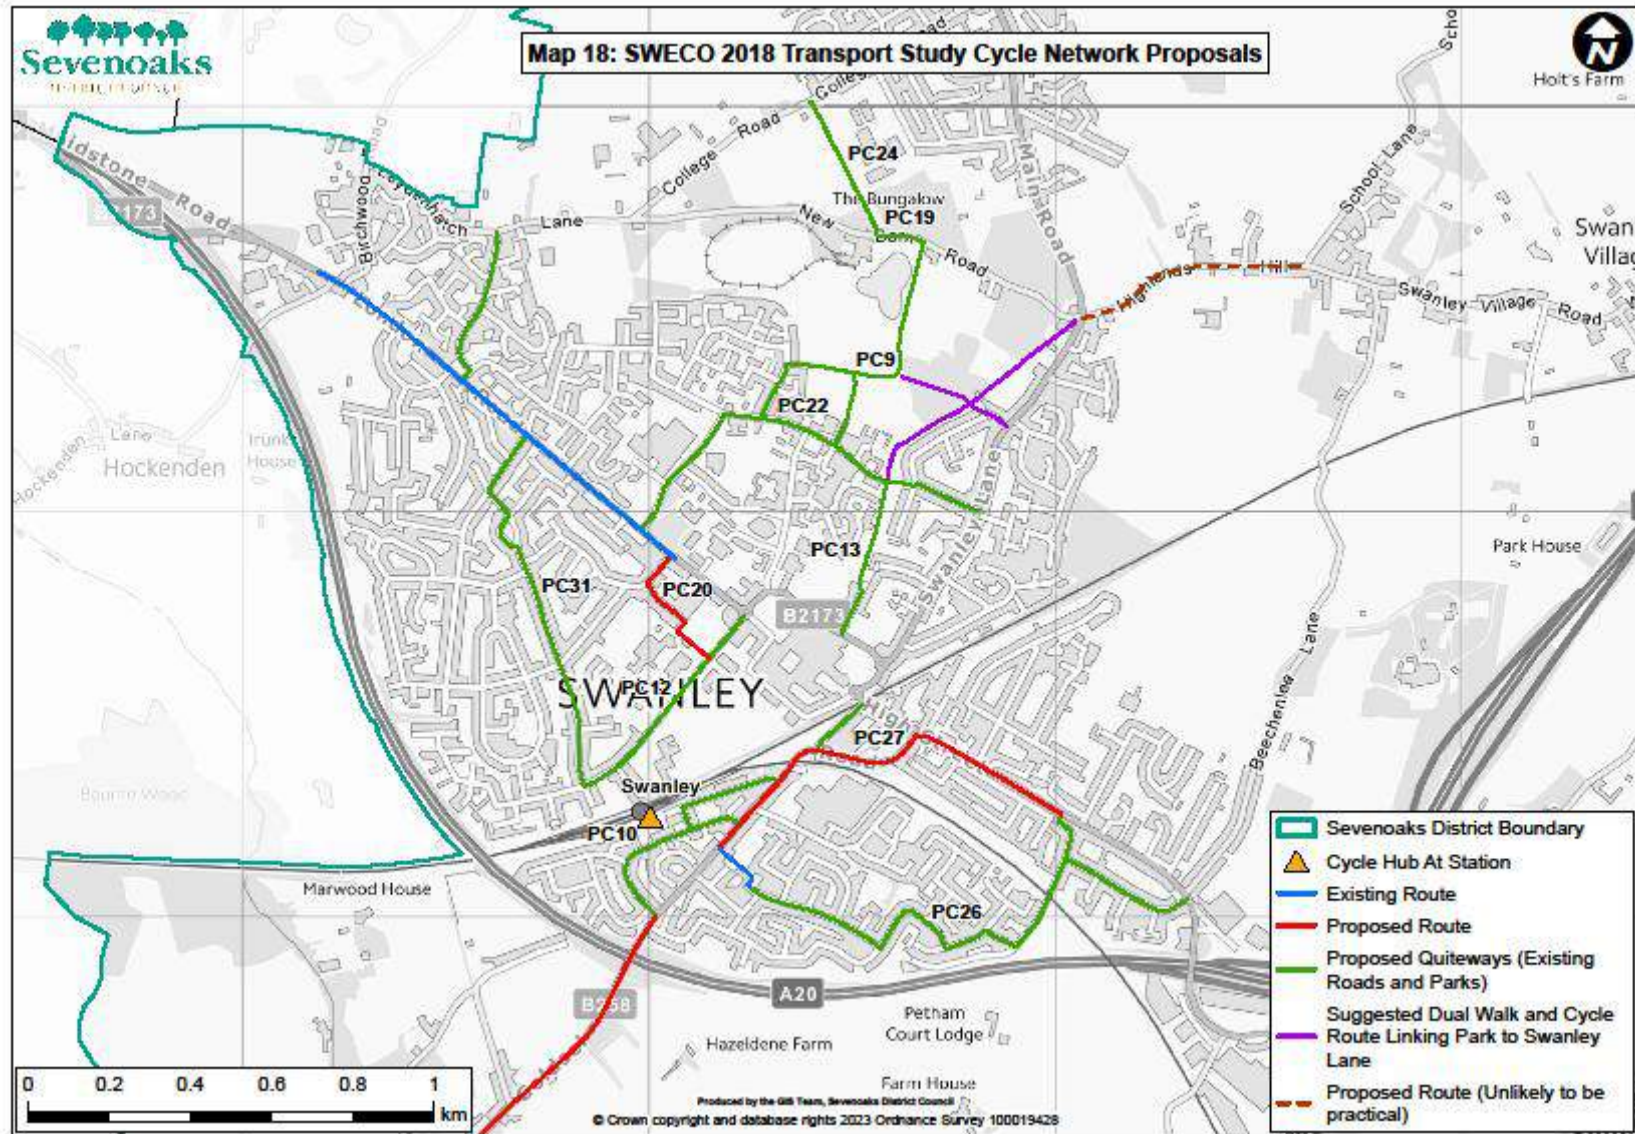 Sevenoaks
DISTRICT COUNCIL
Map 18: SWECO 2018 Transport Study Cycle Network Proposals
N
Holt's Farm
College Road
College Road
PC24
The Bungalow
PC19
Main Road
School Lane
Birchwood
Leydenhatch Lane
New Barn Road
Highlands Hill
Swanley Village Road
PC9
PC22
Hockenden Lane
Hockenden
Hockenden
House
Swanley Lane
Park House
PC13
PC31
PC20
B2173
PC12
SWANLEY
High
PC27
Beechenlea Lane
Bourne Wood
Swanley
PC10
Marwood House
PC26
A20
B258
Petham
Court Lodge
Hazeldene Farm
Farm House
Sevenoaks District Boundary
Cycle Hub At Station
Existing Route
Proposed Route
Proposed Quiteways (Existing
Roads and Parks)
Suggested Dual Walk and Cycle
Route Linking Park to Swanley
Lane
Proposed Route (Unlikely to be
practical)
0 0.2 0.4 0.6 0.8 1
km
Produced by the GIS Team, Sevenoaks District Council
© Crown copyright and database rights 2023 Ordnance Survey 100019428